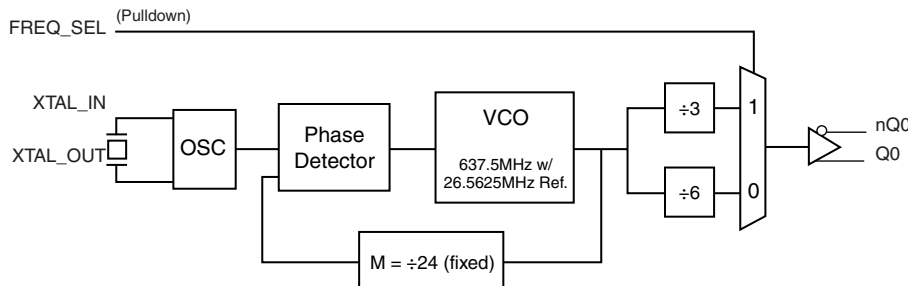 FREQ_SEL (Pulldown)
XTAL_IN
XTAL_OUT
OSC
Phase
Detector
VCO
637.5MHz w/
26.5625MHz Ref.
M = ÷24 (fixed)
÷3
÷6
1
0
nQ0
Q0